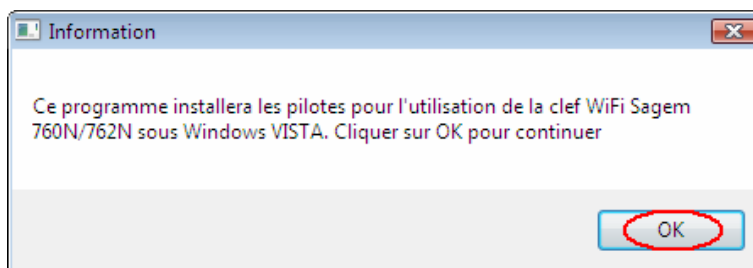 Information
Ce programme installera les pilotes pour l'utilisation de la clef WiFi Sagem
760N/762N sous Windows VISTA. Cliquer sur OK pour continuer
OK